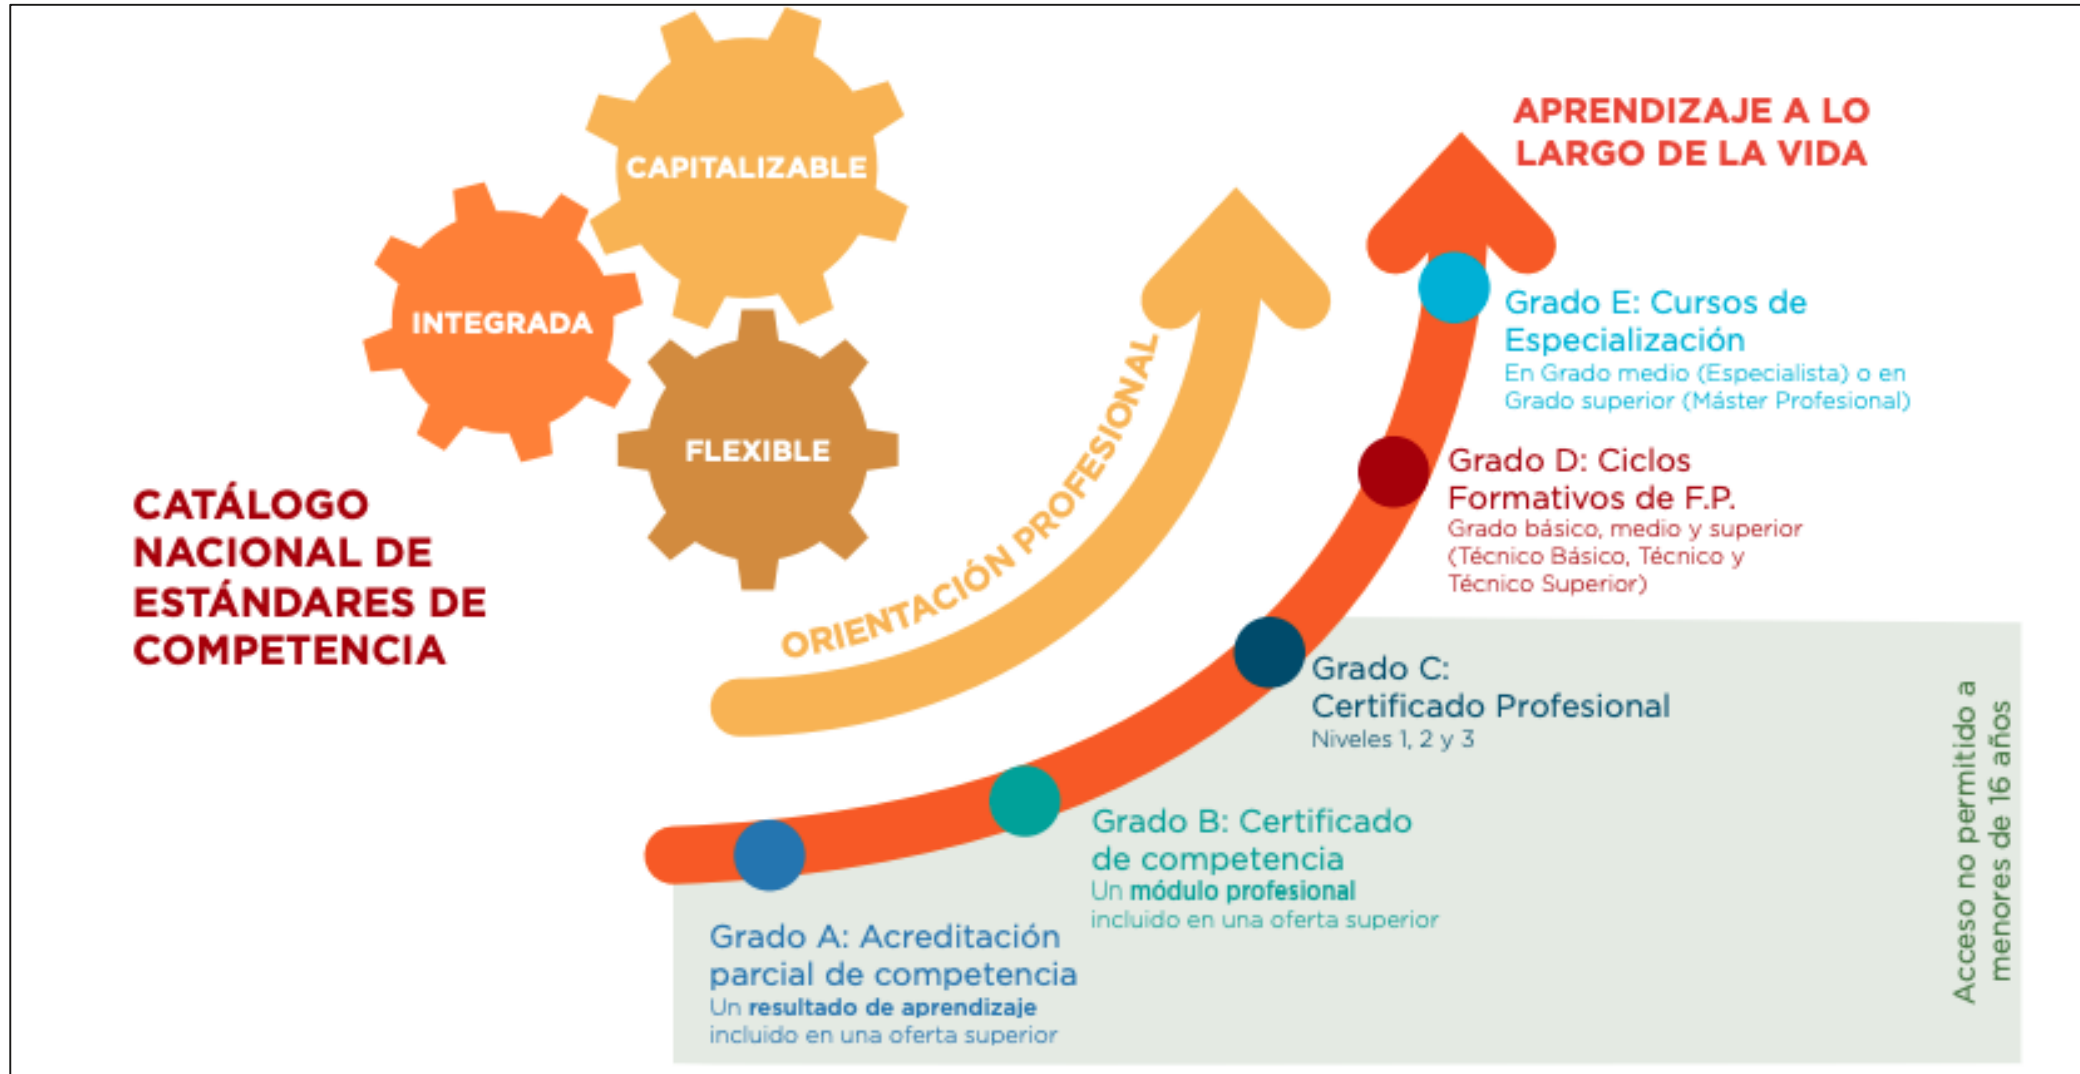 CAPITALIZABLE
INTEGRADA
FLEXIBLE
CATÁLOGO
NACIONAL DE
ESTÁNDARES DE
COMPETENCIA
ORIENTACIÓN PROFESIONAL
APRENDIZAJE A LO
LARGO DE LA VIDA
Grado E: Cursos de
Especialización
En Grado medio (Especialista) o en
Grado superior (Máster Profesional)
Grado D: Ciclos
Formativos de F.P.
Grado básico, medio y superior
(Técnico Básico, Técnico y
Técnico Superior)
Grado C:
Certificado Profesional
Niveles 1, 2 y 3
Grado B: Certificado
de competencia
Un módulo profesional
incluido en una oferta superior
Grado A: Acreditación
parcial de competencia
Un resultado de aprendizaje
incluido en una oferta superior
Acceso no permitido a
menores de 16 años